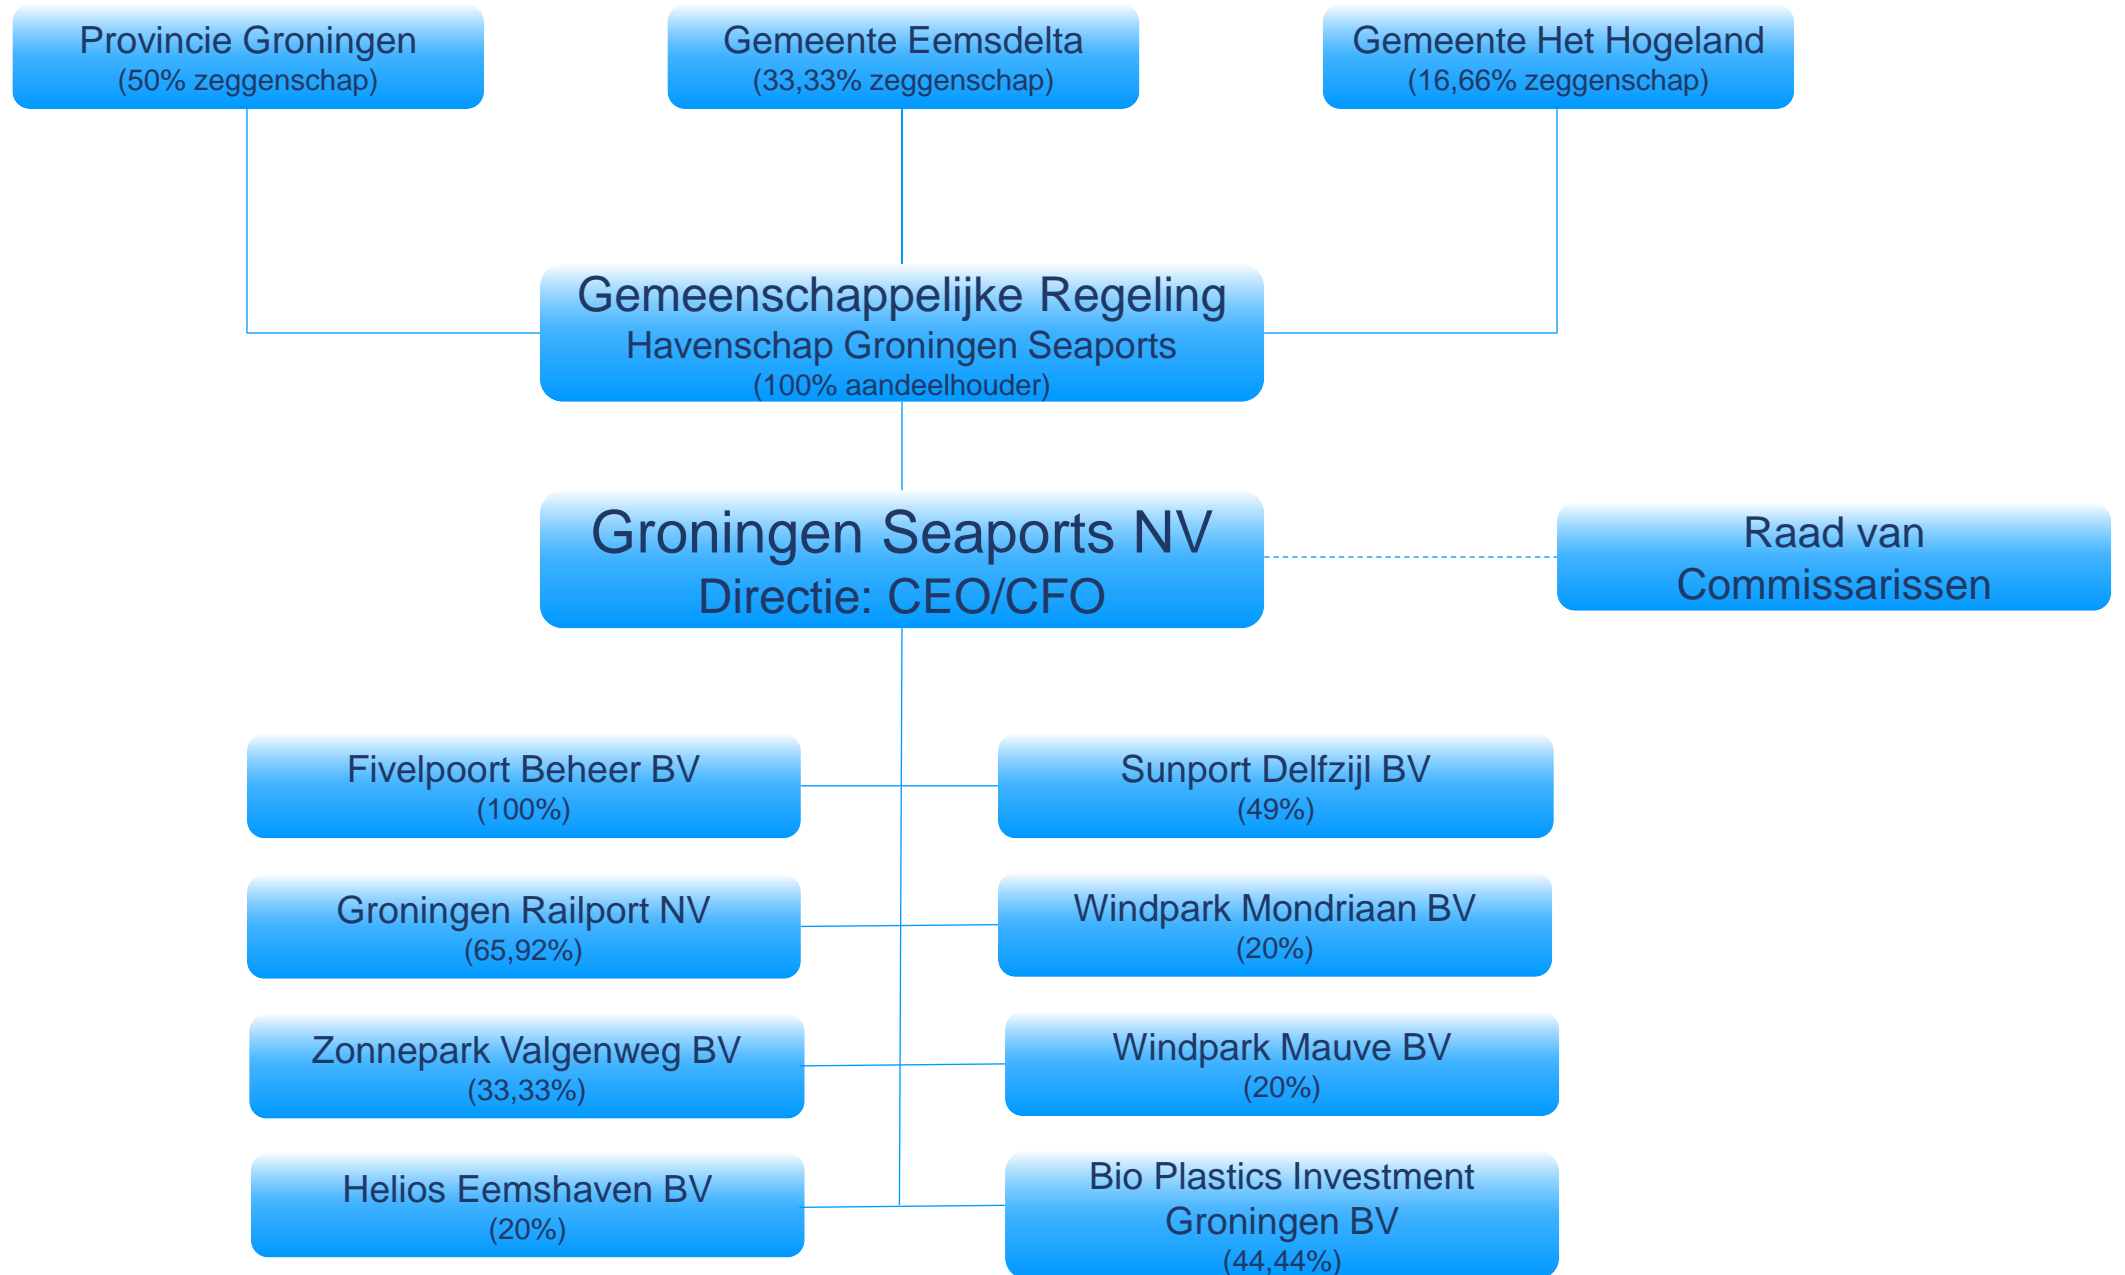 Provincie Groningen
(50% zeggenschap)
Gemeente Eemsdelta
(33,33% zeggenschap)
Gemeente Het Hogeland
(16,66% zeggenschap)
Gemeenschappelijke Regeling
Havenschap Groningen Seaports
(100% aandeelhouder)
Groningen Seaports NV
Directie: CEO/CFO
Raad van
Commissarissen
Fivelpoort Beheer BV
(100%)
Sunport Delfzijl BV
(49%)
Groningen Railport NV
(65,92%)
Windpark Mondriaan BV
(20%)
Zonnepark Valgenweg BV
(33,33%)
Windpark Mauve BV
(20%)
Helios Eemshaven BV
(20%)
Bio Plastics Investment
Groningen BV
(44,44%)